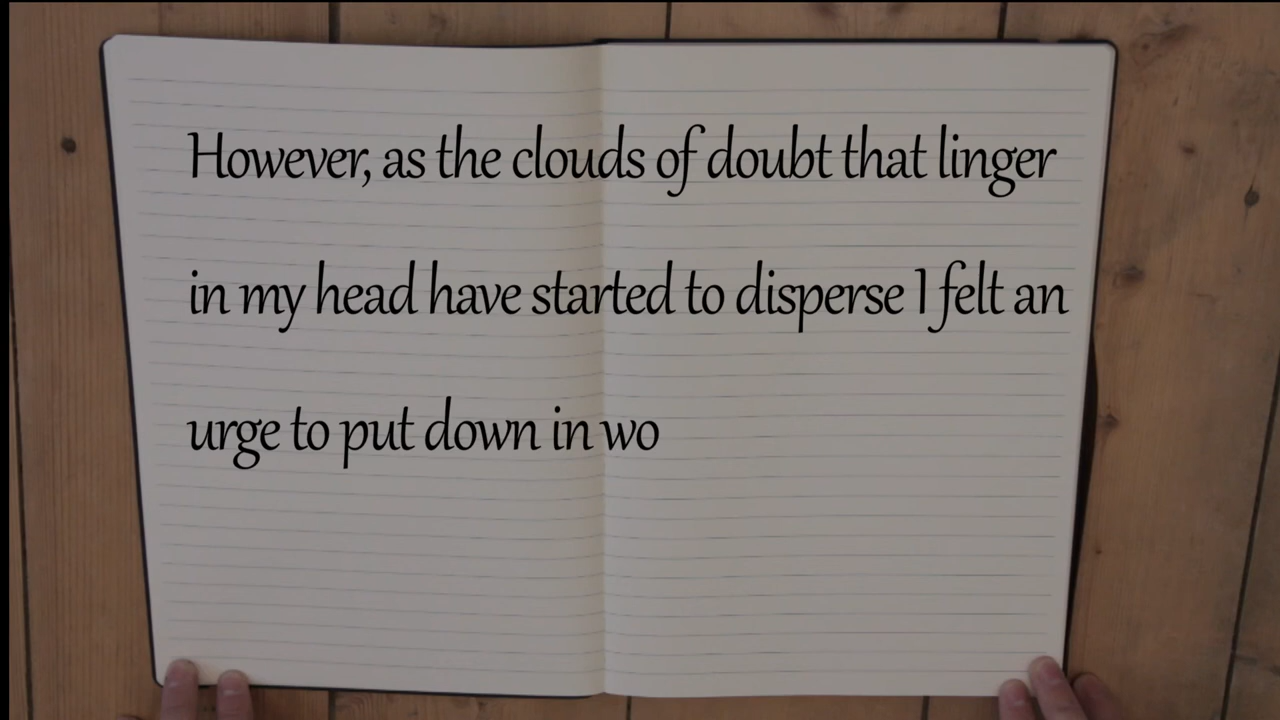 However, as the clouds of doubt that linger
in my head have started to disperse I felt an
urge to put down in wo